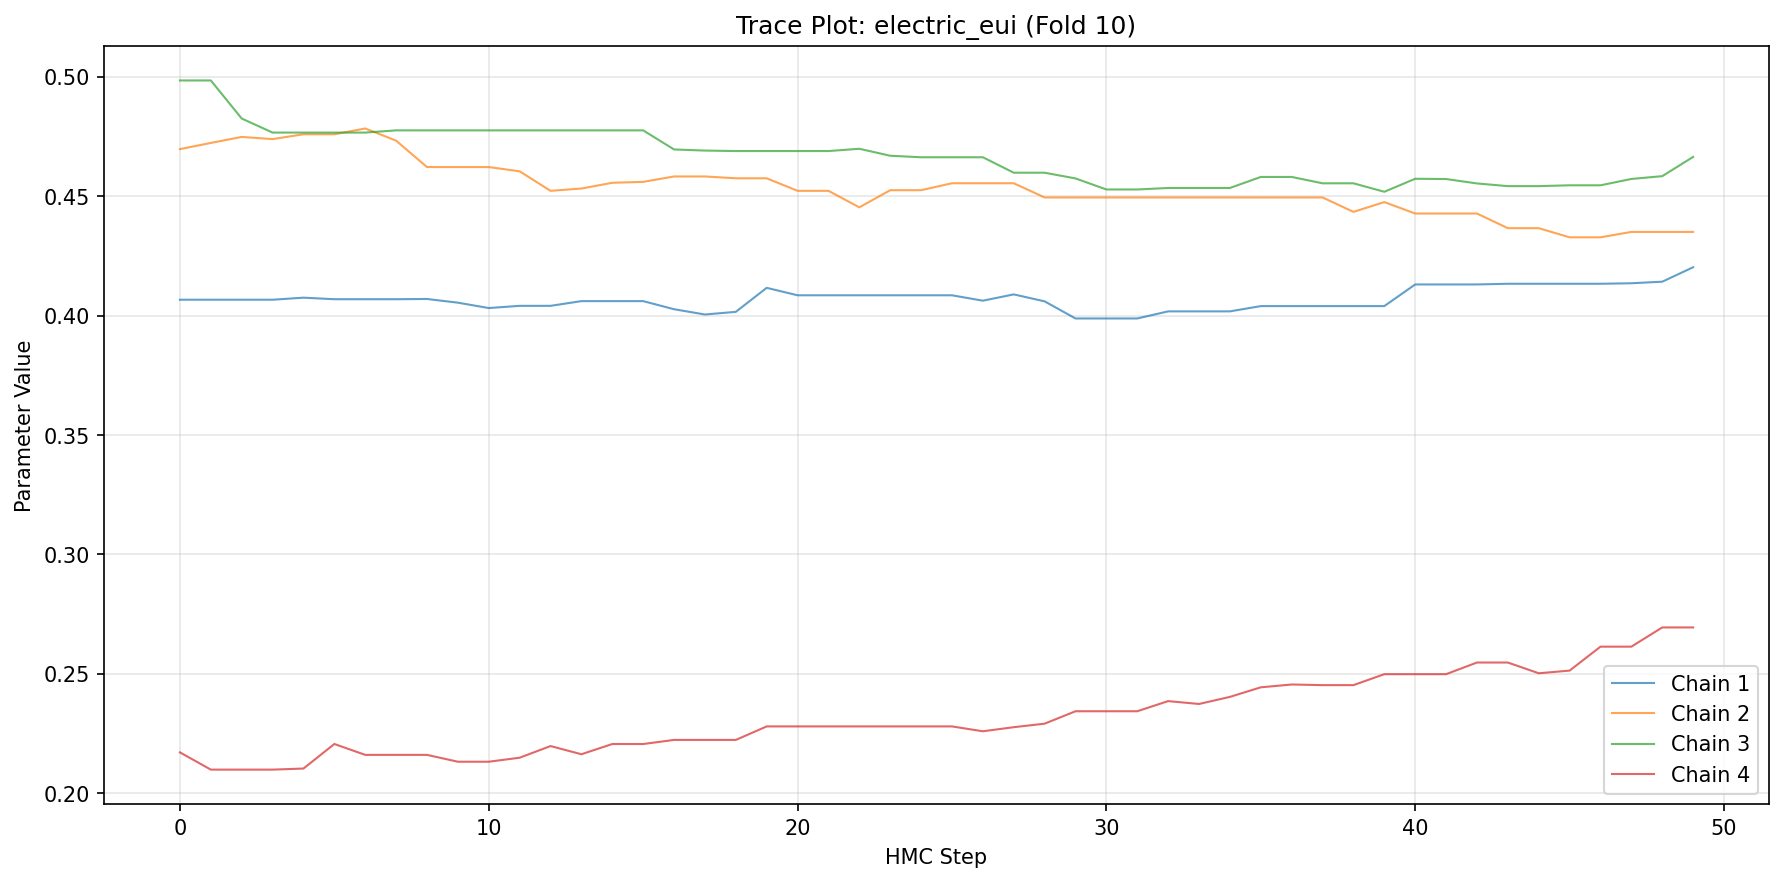 Trace Plot: electric_eui (Fold 10)
0.50
0.45
0.40
0.35
0.30
0.25
0.20
Parameter Value
0 10 20 30 40 50
HMC Step
Chain 1
Chain 2
Chain 3
Chain 4